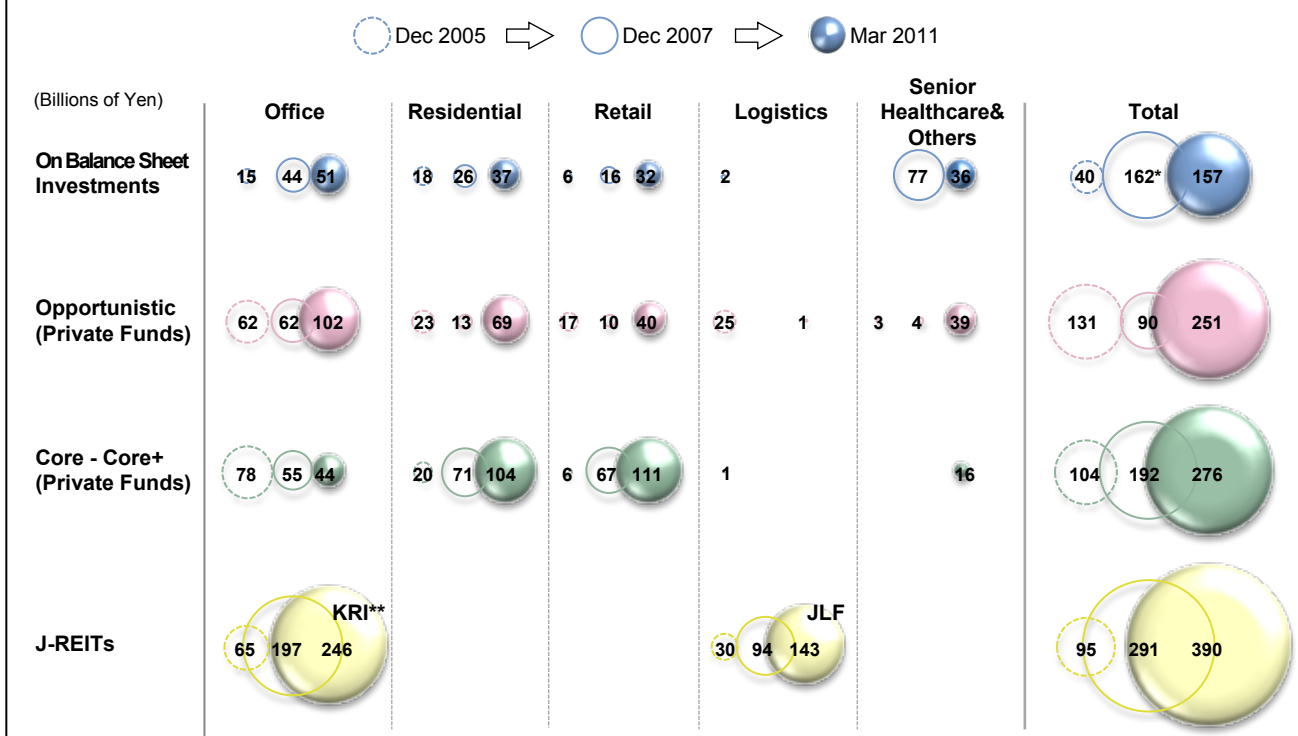 Dec 2005 Dec 2007 Mar 2011
(Billions of Yen)
Office Residential Retail Logistics Senior Healthcare& Others Total
On Balance Sheet Investments
15 44 51 18 26 37 6 16 32 2 77 36 40 162* 157
Opportunistic (Private Funds)
62 62 102 23 13 69 17 10 40 25 1 3 4 39 131 90 251
Core - Core+ (Private Funds)
78 55 44 20 71 104 6 67 111 1 16 104 192 276
KRI** JLF
J-REITs
65 197 246 30 94 143 95 291 390